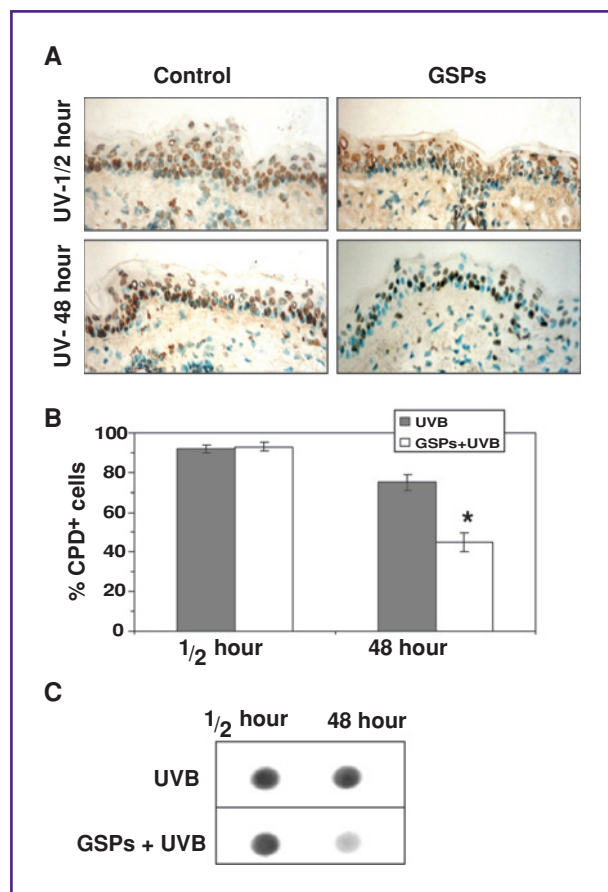 A
Control GSPs
UV-1/2 hour
UV- 48 hour
B
UVB
GSPs+UVB
% CPD+ cells
100
80
60
40
20
0
*
1/2 hour 48 hour
C
1/2 hour 48 hour
UVB
GSPs + UVB